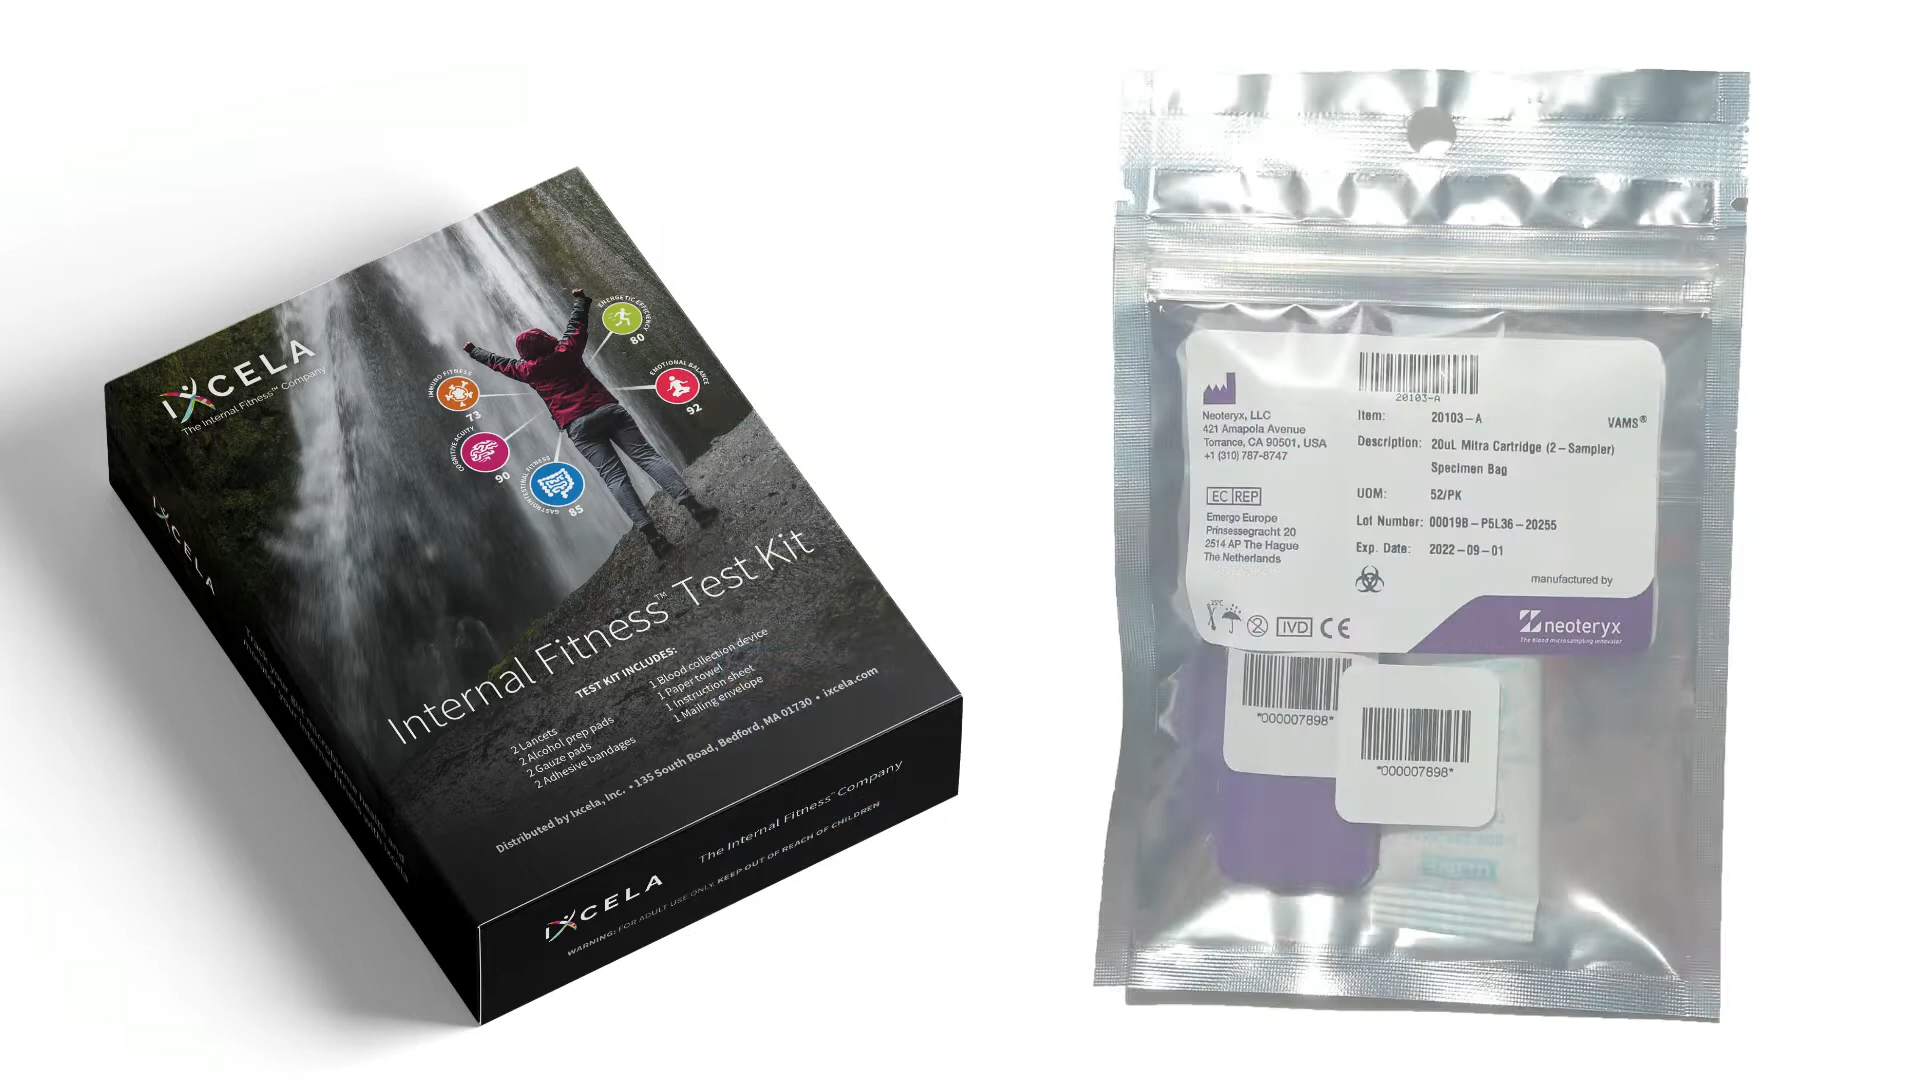 IXCELA
The Internal Fitness™ Company
ENERGETIC EFFICIENCY
80
EMOTIONAL BALANCE
92
IMMUNO FITNESS
73
COGNITIVE ACUITY
90
GASTROINTESTINAL FITNESS
85
Internal Fitness™ Test Kit
TEST KIT INCLUDES:
2 Lancets
2 Alcohol prep pads
2 Gauze pads
2 Adhesive bandages
1 Blood collection device
1 Paper towel
1 Instruction sheet
1 Mailing envelope
Distributed by Ixcela, Inc. • 135 South Road, Bedford, MA 01730 • ixcela.com
IXCELA
IXCELA
The Internal Fitness™ Company
WARNING: FOR ADULT USE ONLY. KEEP OUT OF REACH OF CHILDREN
20103-A
Neoteryx, LLC
421 Amapola Avenue
Torrance, CA 90501, USA
+1 (310) 787-8747
EC REP
Emergo Europe
Prinsessegracht 20
2514 AP The Hague
The Netherlands
Item: 20103-A
VAMS®
Description: 20uL Mitra Cartridge (2-Sampler)
Specimen Bag
UOM: 52/PK
Lot Number: 00019B-P5L36-20255
Exp. Date: 2022-09-01
manufactured by
neoteryx
The blood microsampling innovator
25°C
2
IVD CE
*000007898*
*000007898*